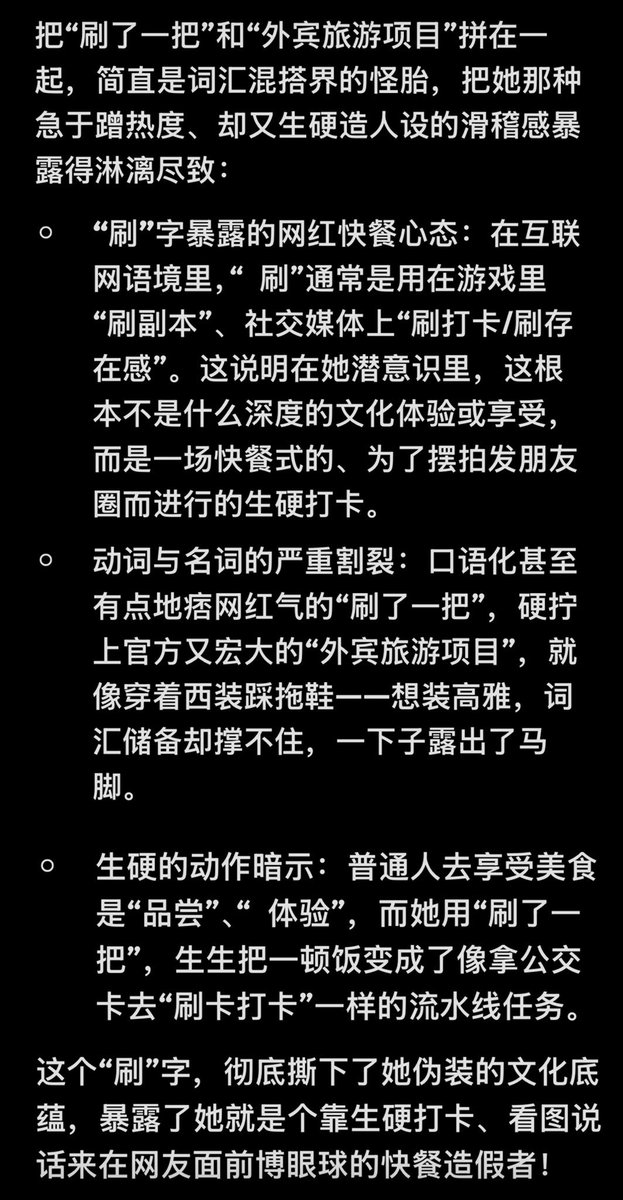 把“刷了一把”和“外宾旅游项目”拼在一
起，简直是词汇混搭界的怪胎，把她那种
急于蹭热度、却又生硬造人设的滑稽感暴
露得淋漓尽致：
“刷”字暴露的网红快餐心态：在互联
网语境里，“ 刷”通常是用在游戏里
“刷副本”、社交媒体上“刷打卡/刷存
在感”。这说明在她潜意识里，这根
本不是什么深度的文化体验或享受，
而是一场快餐式的、为了摆拍发朋友
圈而进行的生硬打卡。
动词与名词的严重割裂：口语化甚至
有点地痞网红气的“刷了一把”，硬拧
上官方又宏大的“外宾旅游项目”，就
像穿着西装踩拖鞋——想装高雅，词
汇储备却撑不住，一下子露出了马
脚。
生硬的动作暗示：普通人去享受美食
是“品尝”、“ 体验”，而她用“刷了一
把”，生生把一顿饭变成了像拿公交
卡去“刷卡打卡”一样的流水线任务。
这个“刷”字，彻底撕下了她伪装的文化底
蕴，暴露了她就是个靠生硬打卡、看图说
话来在网友面前博眼球的快餐造假者！